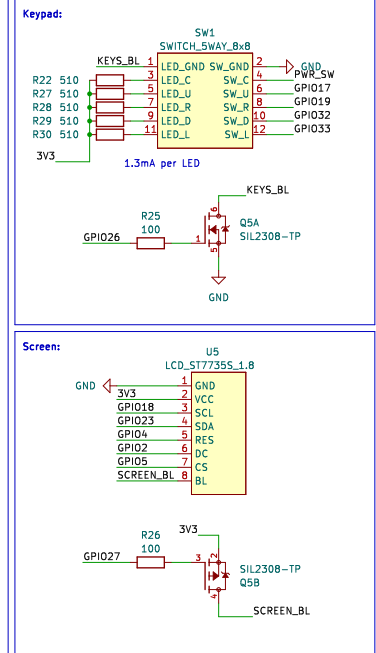 Keypad:
SW1
SWITCH_5WAY_8x8
KEYS_BL 1 LED_GND SW_GND 2 GND
R22 510 3 LED_C SW_C 4 PWR_SW
R27 510 5 LED_U SW_U 6 GPIO17
R28 510 7 LED_R SW_R 8 GPIO19
R29 510 9 LED_D SW_D 10 GPIO32
R30 510 11 LED_L SW_L 12 GPIO33
3V3
1.3mA per LED
KEYS_BL
R25
100
GPIO26
6
1
5
Q5A
SIL2308-TP
GND
Screen:
U5
LCD_ST7735S_1.8
GND 1 GND
3V3 2 VCC
GPIO18 3 SCL
GPIO23 4 SDA
GPIO4 5 RES
GPIO2 6 DC
GPIO5 7 CS
SCREEN_BL 8 BL
3V3
R26
100
GPIO27
2
3
4
SIL2308-TP
Q5B
SCREEN_BL